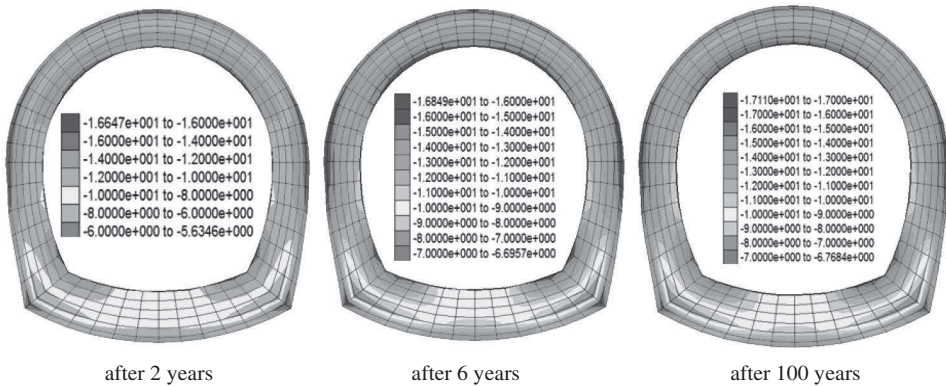 -1.6647e+001 to -1.6000e+001
-1.6000e+001 to -1.4000e+001
-1.4000e+001 to -1.2000e+001
-1.2000e+001 to -1.0000e+001
-1.0000e+001 to -8.0000e+000
-8.0000e+000 to -6.0000e+000
-6.0000e+000 to -5.6346e+000
-1.6849e+001 to -1.6000e+001
-1.6000e+001 to -1.5000e+001
-1.5000e+001 to -1.4000e+001
-1.4000e+001 to -1.3000e+001
-1.3000e+001 to -1.2000e+001
-1.2000e+001 to -1.1000e+001
-1.1000e+001 to -1.0000e+001
-1.0000e+001 to -9.0000e+000
-9.0000e+000 to -8.0000e+000
-8.0000e+000 to -7.0000e+000
-7.0000e+000 to -6.6957e+000
-1.7110e+001 to -1.7000e+001
-1.7000e+001 to -1.6000e+001
-1.6000e+001 to -1.5000e+001
-1.5000e+001 to -1.4000e+001
-1.4000e+001 to -1.3000e+001
-1.3000e+001 to -1.2000e+001
-1.2000e+001 to -1.1000e+001
-1.1000e+001 to -1.0000e+001
-1.0000e+001 to -9.0000e+000
-9.0000e+000 to -8.0000e+000
-8.0000e+000 to -7.0000e+000
-7.0000e+000 to -6.7684e+000
after 2 years
after 6 years
after 100 years